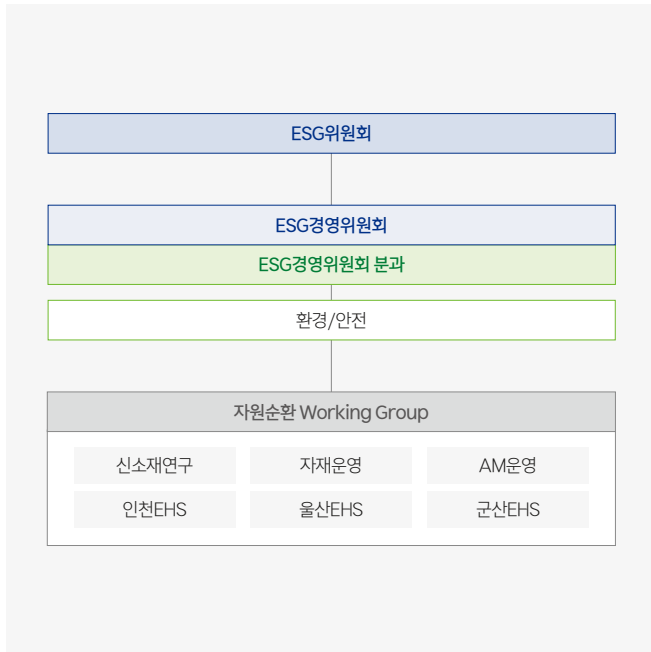 ESG위원회
ESG경영위원회
ESG경영위원회 분과
환경/안전
자원순환 Working Group
신소재연구 자재운영 AM운영
인천EHS 울산EHS 군산EHS